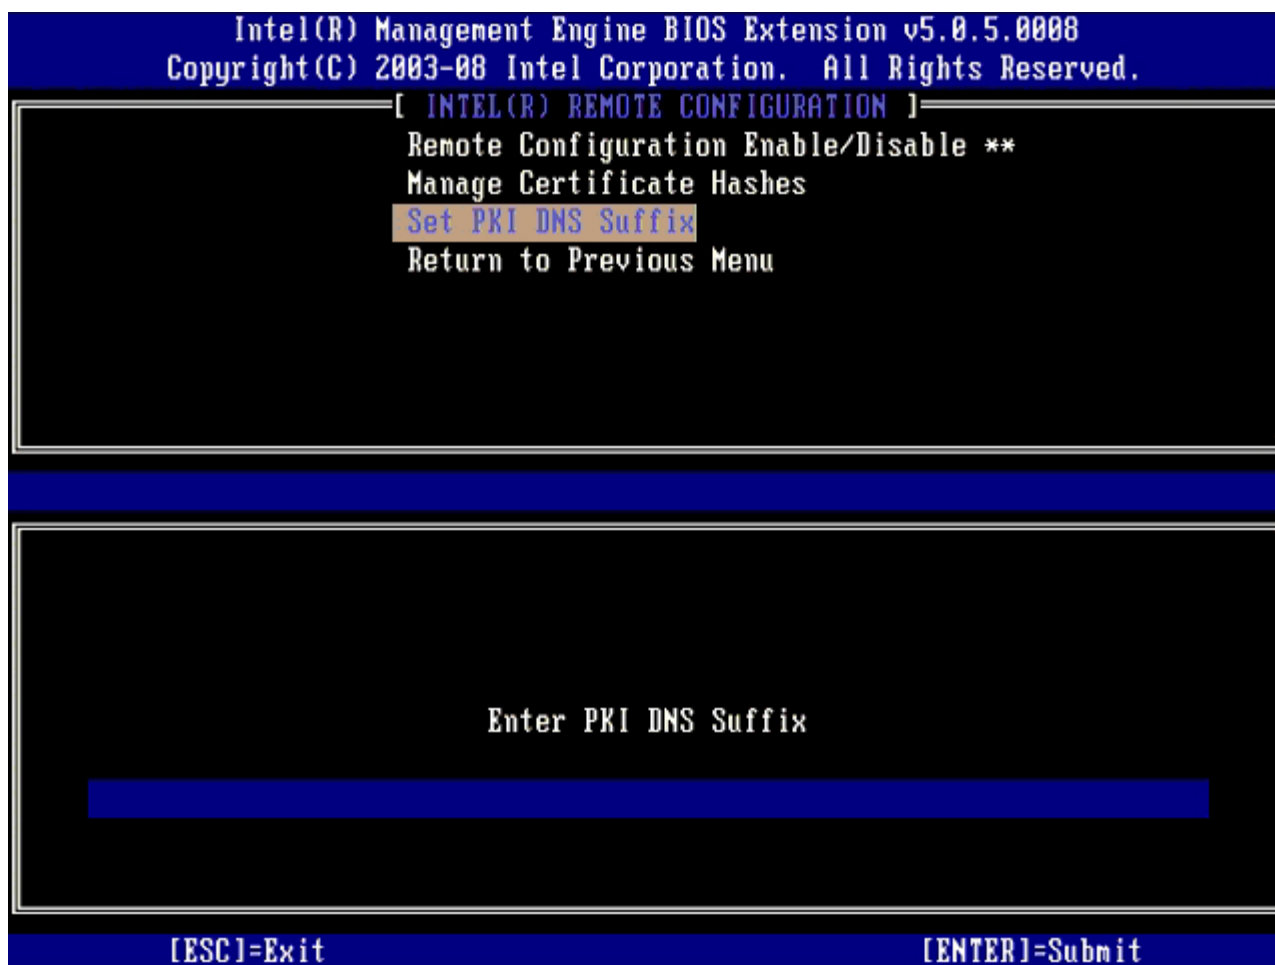 Intel(R) Management Engine BIOS Extension v5.0.5.0008
Copyright(C) 2003-08 Intel Corporation. All Rights Reserved.
[ INTEL(R) REMOTE CONFIGURATION ]
Remote Configuration Enable/Disable **
Manage Certificate Hashes
Set PKI DNS Suffix
Return to Previous Menu
Enter PKI DNS Suffix
[ESC]=Exit [ENTER]=Submit